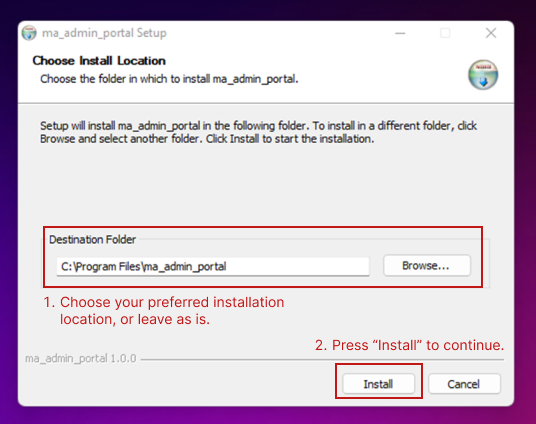 ma_admin_portal Setup
Choose Install Location
Choose the folder in which to install ma_admin_portal.
Setup will install ma_admin_portal in the following folder. To install in a different folder, click
Browse and select another folder. Click Install to start the installation.
Destination Folder
C:\Program Files\ma_admin_portal
Browse...
1. Choose your preferred installation
location, or leave as is.
2. Press “Install” to continue.
ma_admin_portal 1.0.0
Install
Cancel